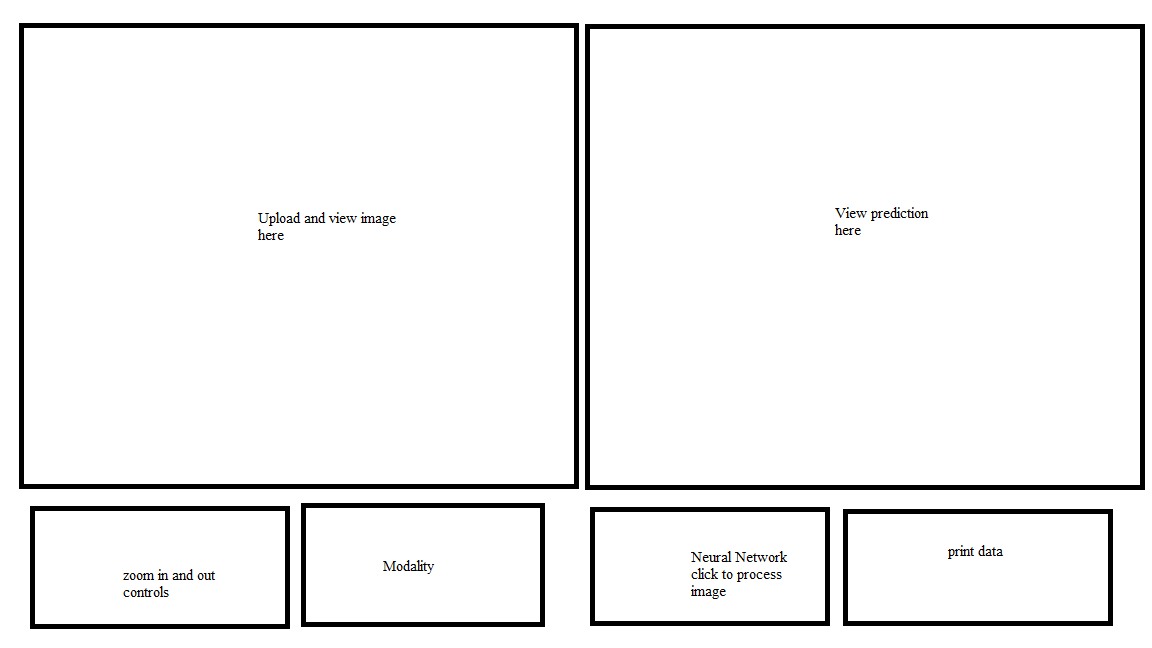 Upload and view image
here
View prediction
here
zoom in and out
controls
Modality
Neural Network
click to process
image
print data